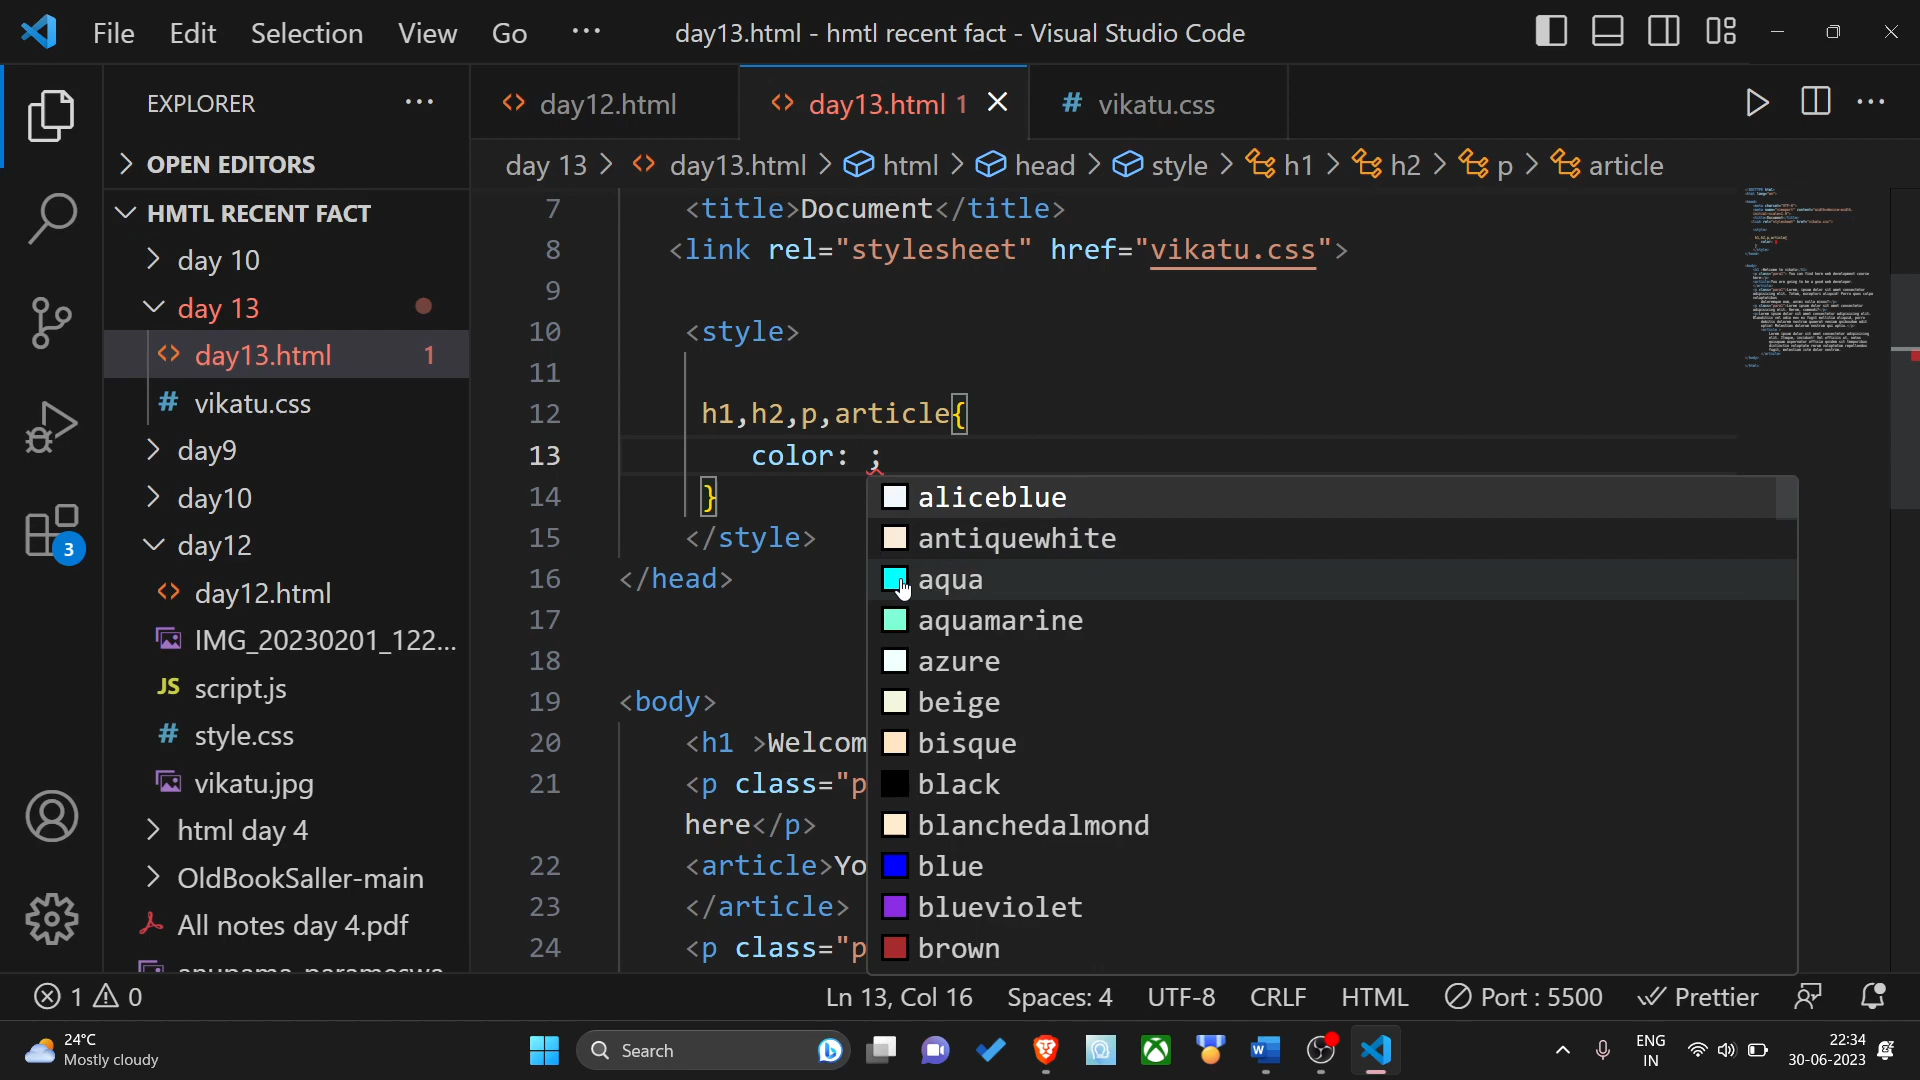 File Edit Selection View Go ··· day13.html - hmtl recent fact - Visual Studio Code
EXPLORER ···
OPEN EDITORS
HMTL RECENT FACT
day 10
day 13
day13.html 1
vikatu.css
day9
day10
day12
day12.html
IMG_20230201_122...
JS script.js
# style.css
vikatu.jpg
html day 4
OldBookSaller-main
All notes day 4.pdf
3
<> day12.html <> day13.html 1 # vikatu.css
day 13 > <> day13.html > html > head > style > h1 > h2 > p > article
7 <title>Document</title>
8 <link rel="stylesheet" href="vikatu.css">
9
10 <style>
11
12 h1,h2,p,article{
13 color: ;
14 }
15 </style>
16 </head>
17
18
19 <body>
20 <h1 >Welcom
21 <p class="p
here</p>
22 <article>Yo
23 </article>
24 <p class="p
aliceblue
antiquewhite
aqua
aquamarine
azure
beige
bisque
black
blanchedalmond
blue
blueviolet
brown
1 0 Ln 13, Col 16 Spaces: 4 UTF-8 CRLF HTML Port : 5500 Prettier
24°C
Mostly cloudy
Search
ENG
IN
22:34
30-06-2023